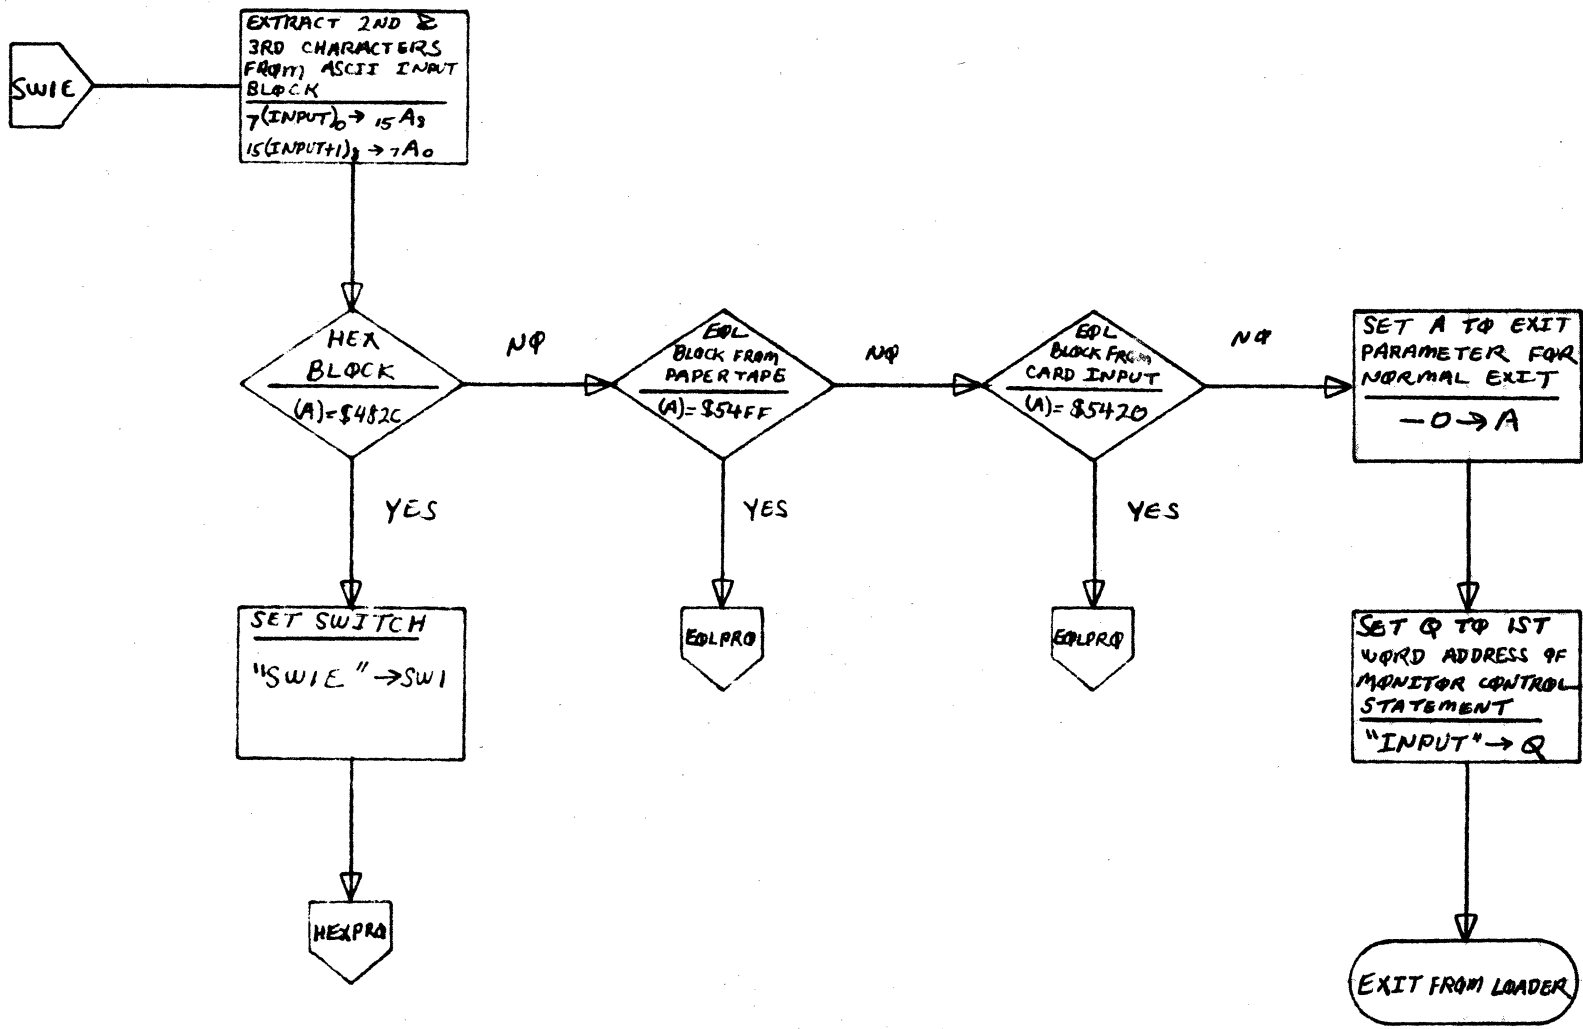 SW1E
EXTRACT 2ND &
3RD CHARACTERS
FROM ASCII INPUT
BLOCK
7(INPUT)0→ 15A8
15(INPUT+1)8→7A0
HEX
BLOCK
(A)=$482C
NO
YES
EOL
BLOCK FROM
PAPER TAPE
(A)=$54FF
NO
YES
EOL
BLOCK FROM
CARD INPUT
(A)=$5420
NO
YES
SET A TO EXIT
PARAMETER FOR
NORMAL EXIT
-0→A
SET SWITCH
"SW1E"→SW1
EOLPRO
EOLPRO
SET Q TO 1ST
WORD ADDRESS OF
MONITOR CONTROL
STATEMENT
"INPUT"→Q
HEXPRO
EXIT FROM LOADER